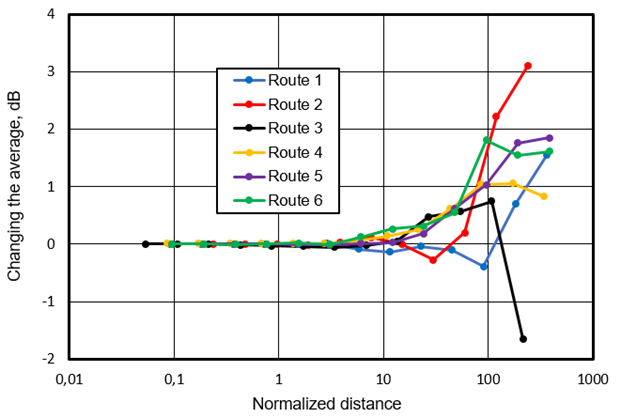 4
3
2
1
0
-1
-2
Changing the average, dB
Route 1
Route 2
Route 3
Route 4
Route 5
Route 6
0,01 0,1 1 10 100 1000
Normalized distance